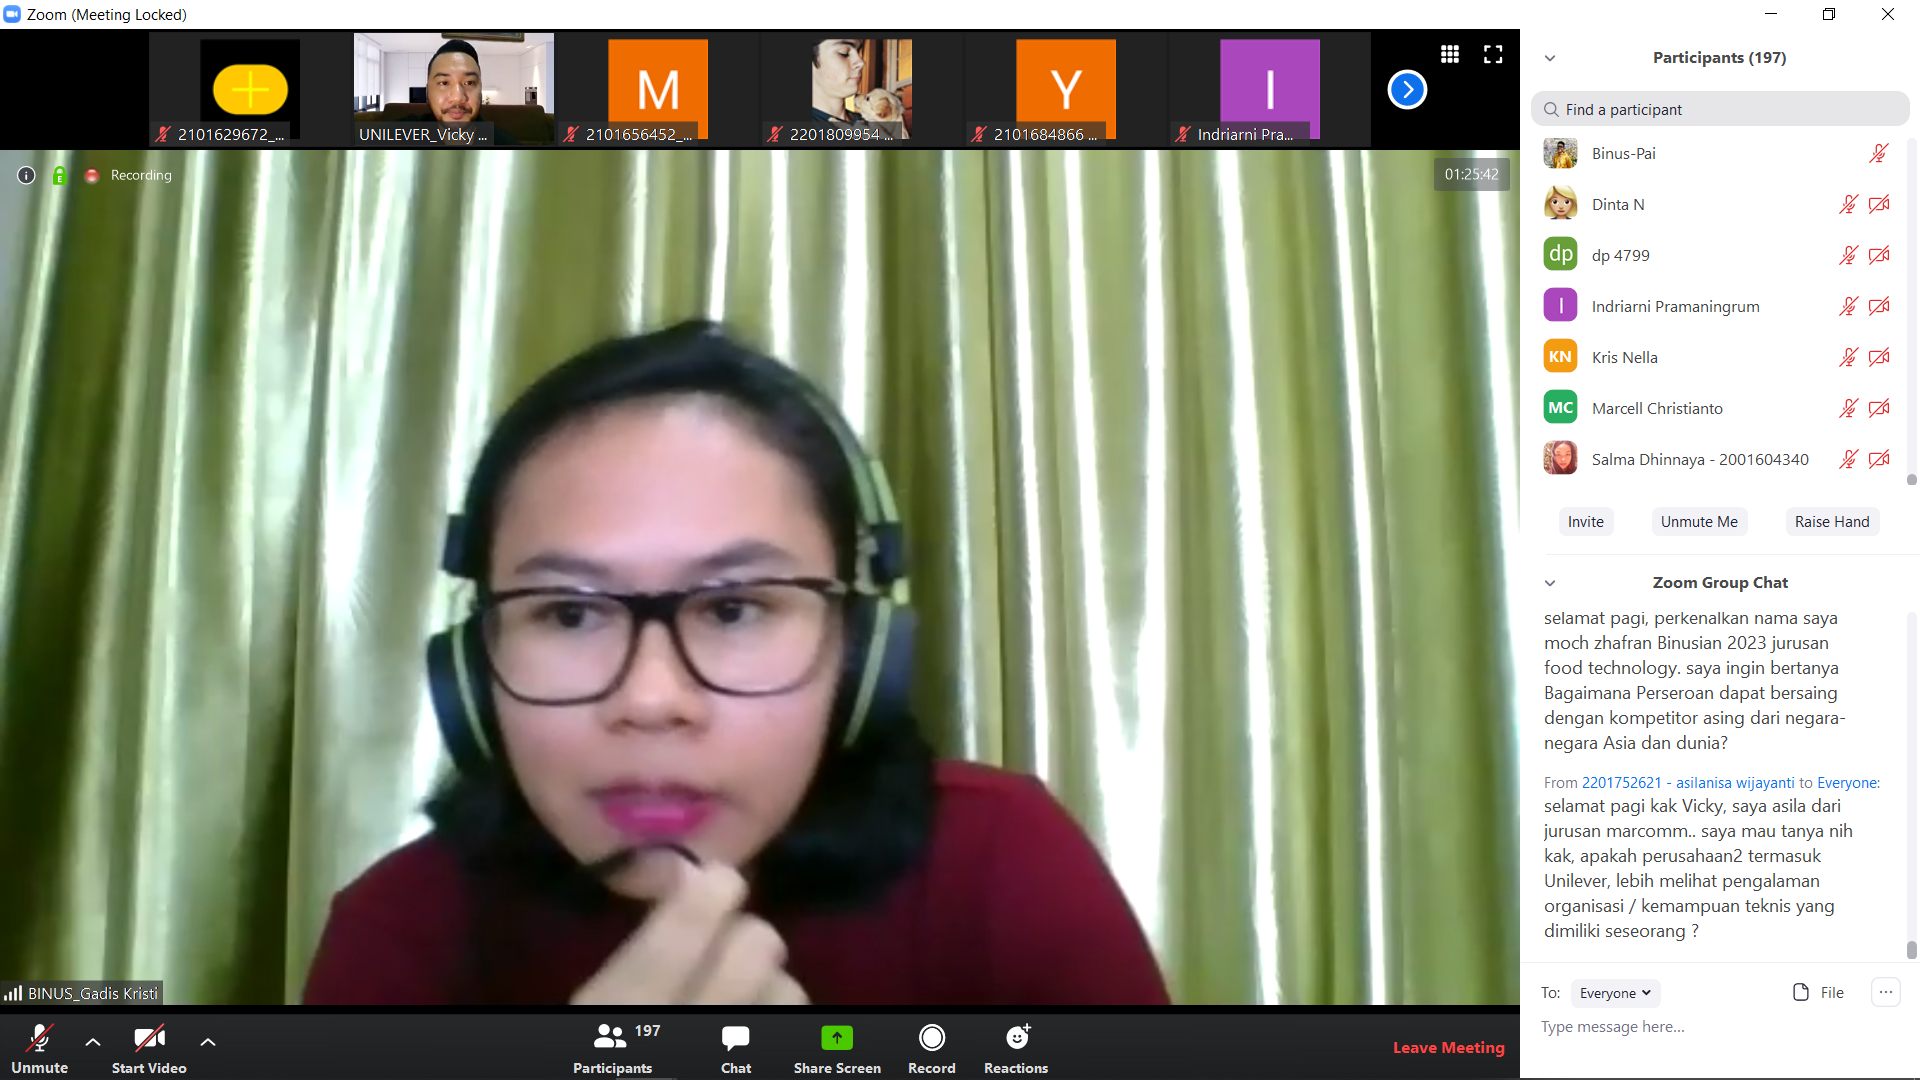 Zoom (Meeting Locked)
2101629672_...
UNILEVER_Vicky ...
M
2101656452_...
2201809954 ...
Y
2101684866 ...
I
Indriarni Pra...
Recording
01:25:42
BINUS_Gadis Kristi
Unmute
Start Video
197
Participants
Chat
Share Screen
Record
Reactions
Leave Meeting
Participants (197)
Find a participant
Binus-Pai
Dinta N
dp
dp 4799
I
Indriarni Pramaningrum
KN
Kris Nella
MC
Marcell Christianto
Salma Dhinnaya - 2001604340
Invite
Unmute Me
Raise Hand
Zoom Group Chat
selamat pagi, perkenalkan nama saya
moch zhafran Binusian 2023 jurusan
food technology. saya ingin bertanya
Bagaimana Perseroan dapat bersaing
dengan kompetitor asing dari negara-
negara Asia dan dunia?
From 2201752621 - asilanisa wijayanti to Everyone:
selamat pagi kak Vicky, saya asila dari
jurusan marcomm.. saya mau tanya nih
kak, apakah perusahaan2 termasuk
Unilever, lebih melihat pengalaman
organisasi / kemampuan teknis yang
dimiliki seseorang ?
To: Everyone
File
...
Type message here...